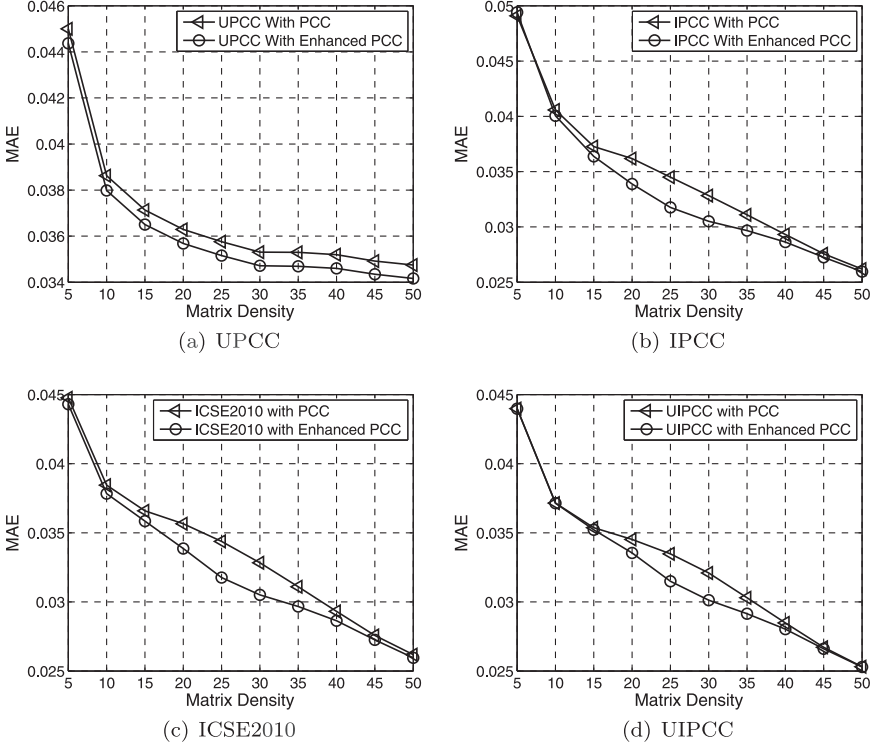 0.046
0.044
0.042
0.04
0.038
0.036
0.034
MAE
UPCC With PCC
UPCC With Enhanced PCC
5 10 15 20 25 30 35 40 45 50
Matrix Density
(a) UPCC
0.05
0.045
0.04
0.035
0.03
0.025
MAE
IPCC With PCC
IPCC With Enhanced PCC
5 10 15 20 25 30 35 40 45 50
Matrix Density
(b) IPCC
0.045
0.04
0.035
0.03
0.025
MAE
ICSE2010 with PCC
ICSE2010 with Enhanced PCC
5 10 15 20 25 30 35 40 45 50
Matrix Density
(c) ICSE2010
0.045
0.04
0.035
0.03
0.025
MAE
UIPCC with PCC
UIPCC with Enhanced PCC
5 10 15 20 25 30 35 40 45 50
Matrix Density
(d) UIPCC